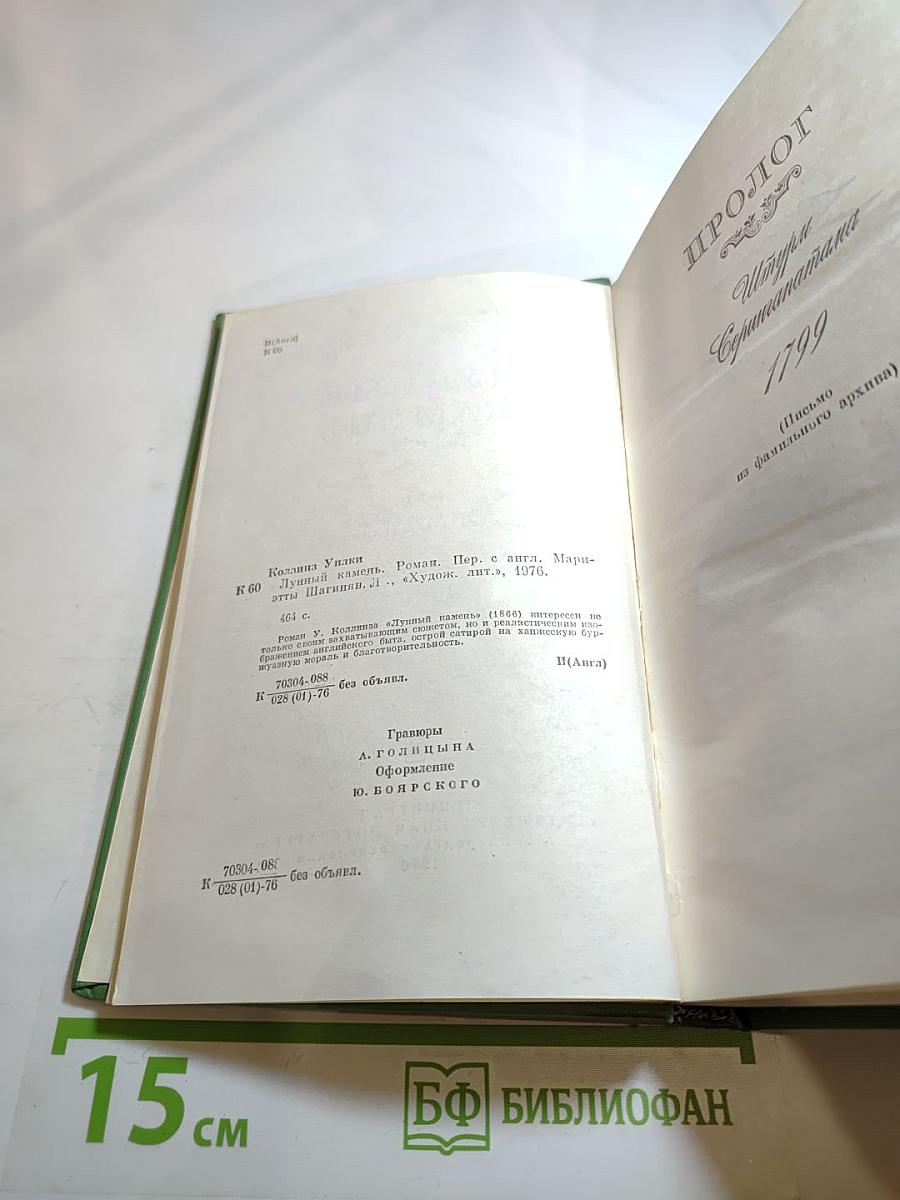 И(Англ)
К 60
Коллинз Уилки
К 60 Лунный камень. Роман. Пер. с англ. Мари-
этты Шагинян. Л., «Худож. лит.», 1976.
464 с.
Роман У. Коллинза «Лунный камень» (1866) интересен не
только своим захватывающим сюжетом, но и реалистическим изо-
бражением английского быта, острой сатирой на ханжескую бур-
жуазную мораль и благотворительность.
К 70304-088
028 (01)-76 без объявл.
И(Англ)
Гравюры
А. ГОЛИЦЫНА
Оформление
Ю. БОЯРСКОГО
К 70304-088
028 (01)-76 без объявл.
ПРОЛОГ
Штурм
Серингапатама
1799
(Письмо
из фамильного архива)
15 см
БФ БИБЛИОФАН